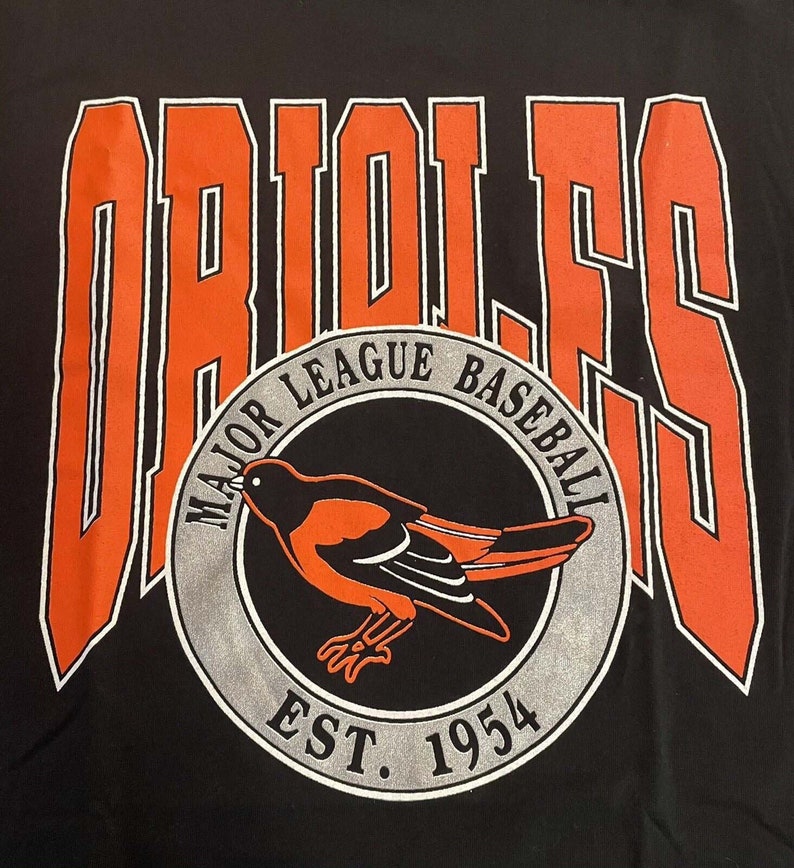 ORIOLES
MAJOR LEAGUE BASEBALL
EST. 1954